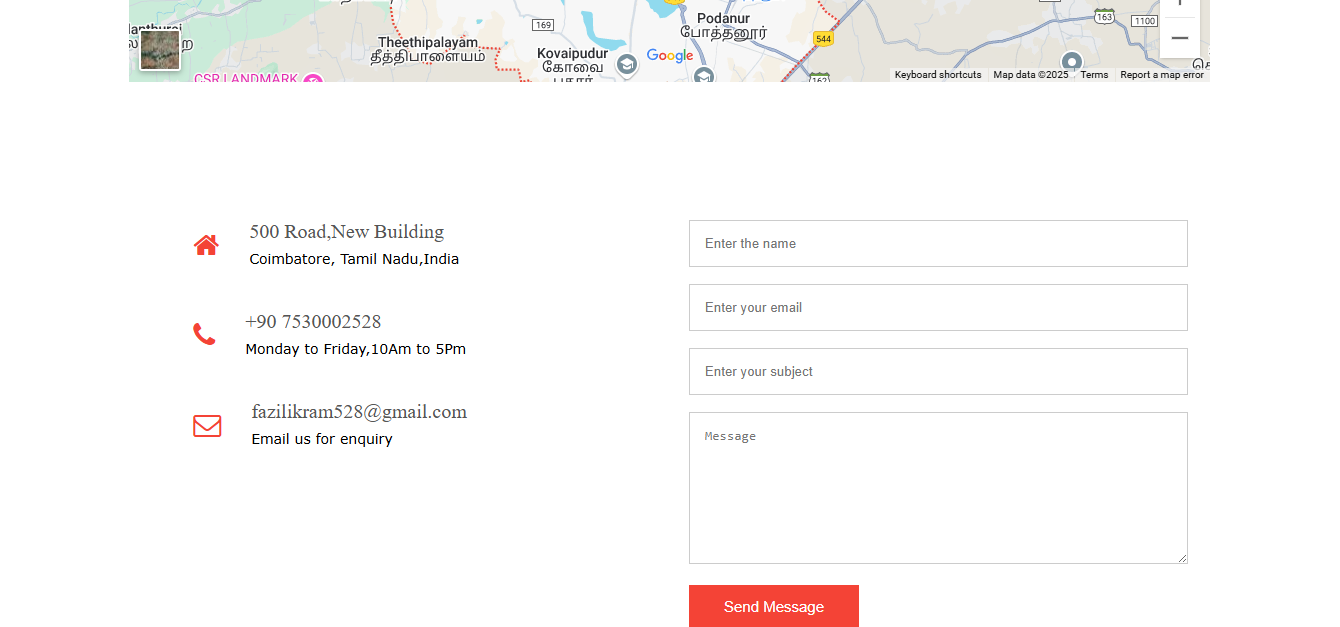 169
Podanur
போத்தனூர்
163
1100
544
Theethipalayam
தீத்திபாளையம்
Kovaipudur
கோவை
புதூர்
Google
CSR LANDMARK
162
Keyboard shortcuts Map data ©2025 Terms Report a map error
500 Road,New Building
Coimbatore, Tamil Nadu,India
+90 7530002528
Monday to Friday,10Am to 5Pm
fazilikram528@gmail.com
Email us for enquiry
Enter the name
Enter your email
Enter your subject
Message
Send Message